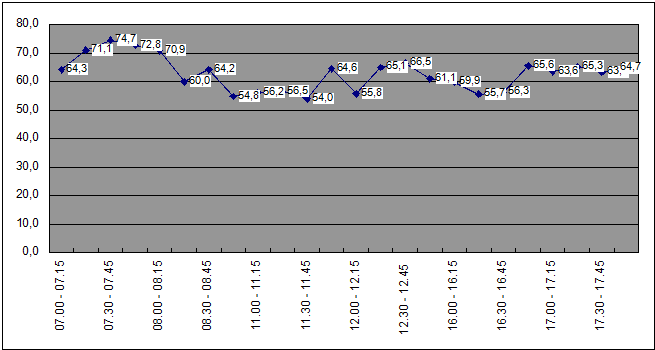 80,0
70,0
60,0
50,0
40,0
30,0
20,0
10,0
0,0
64,3
71,1
74,7
72,8
70,9
60,0
64,2
54,8
56,2
56,5
54,0
64,6
55,8
65,1
66,5
61,1
59,9
55,7
56,3
65,6
63,6
65,3
63,
64,7
07.00 - 07.15
07.30 - 07.45
08.00 - 08.15
08.30 - 08.45
11.00 - 11.15
11.30 - 11.45
12.00 - 12.15
12.30 - 12.45
16.00 - 16.15
16.30 - 16.45
17.00 - 17.15
17.30 - 17.45